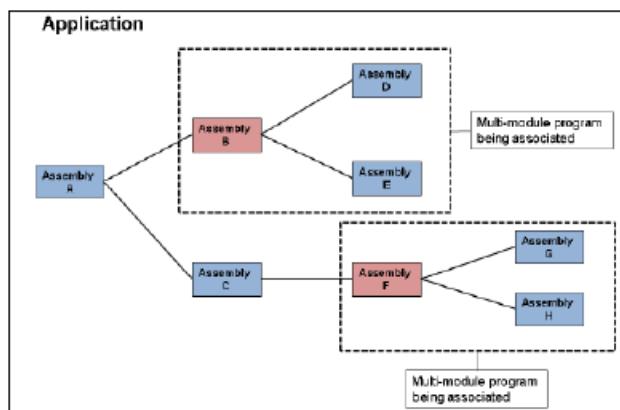 Application
Assembly
D
Assembly
B
Multi-module program
being associated
Assembly
E
Assembly
A
Assembly
G
Assembly
C
Assembly
F
Assembly
H
Multi-module program
being associated